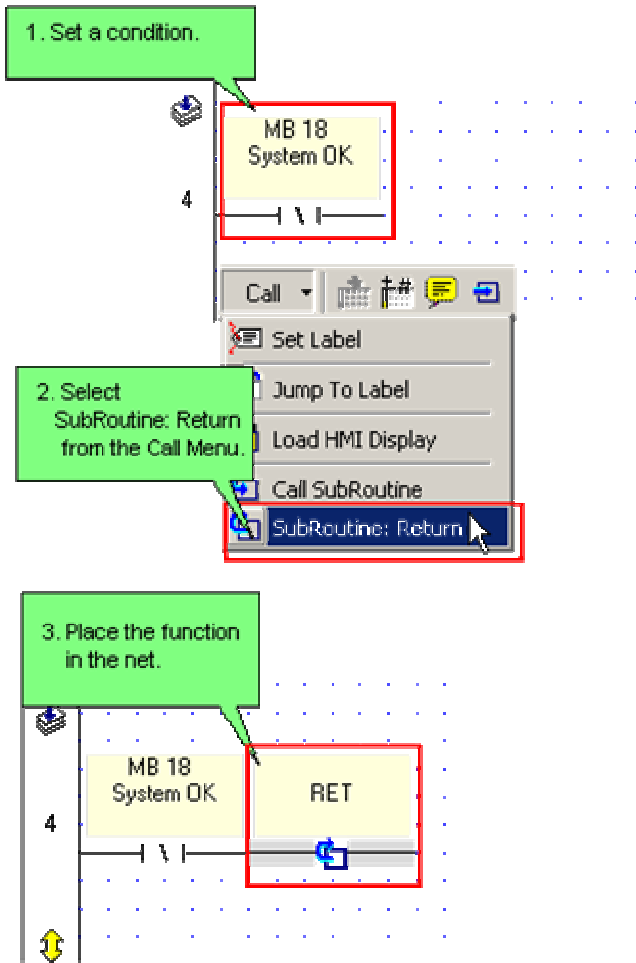 1. Set a condition.
MB 18
System OK
4
Call
Set Label
2. Select
SubRoutine: Return
from the Call Menu.
Jump To Label
Load HMI Display
Call SubRoutine
SubRoutine: Return
3. Place the function
in the net.
MB 18
System OK
RET
4